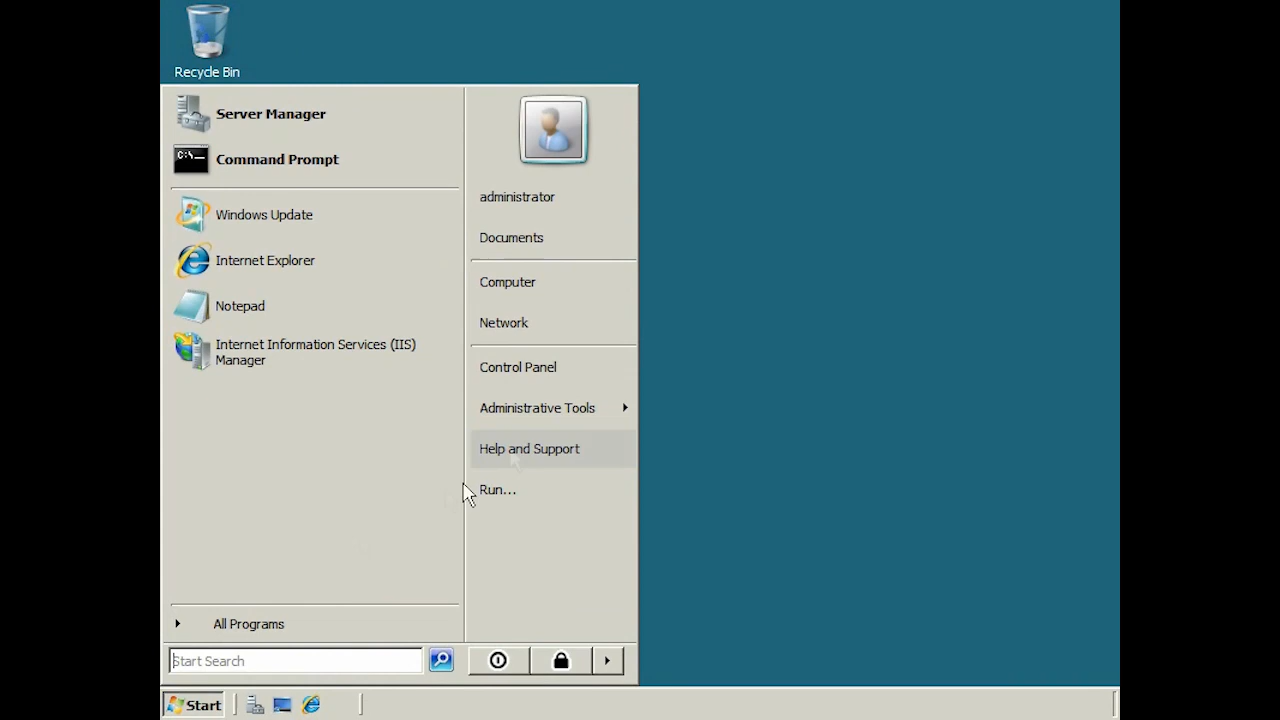 Recycle Bin
Server Manager
Command Prompt
Windows Update
Internet Explorer
Notepad
Internet Information Services (IIS)
Manager
All Programs
Start Search
administrator
Documents
Computer
Network
Control Panel
Administrative Tools
Help and Support
Run...
Start